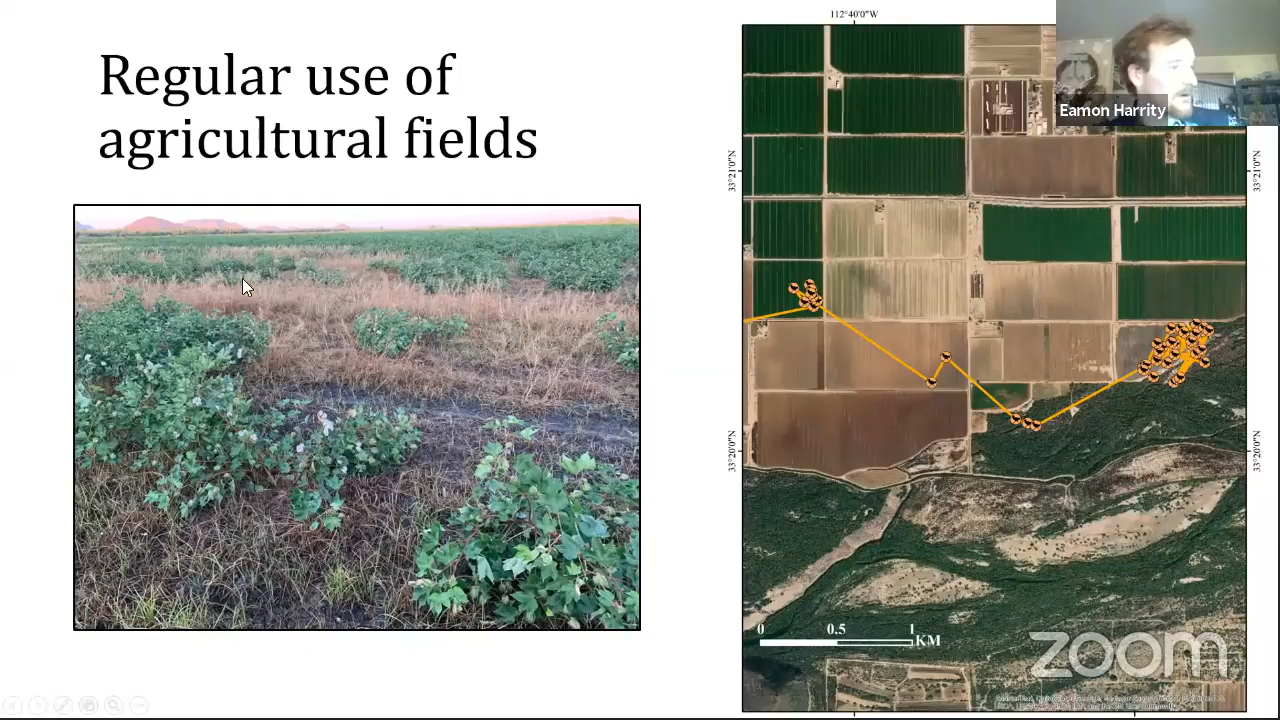 Regular use of
agricultural fields
112°40'0"W
Eamon Harrity
33°21'0"N
33°21'0"N
33°20'0"N
33°20'0"N
0 0.5 1
KM
zoom